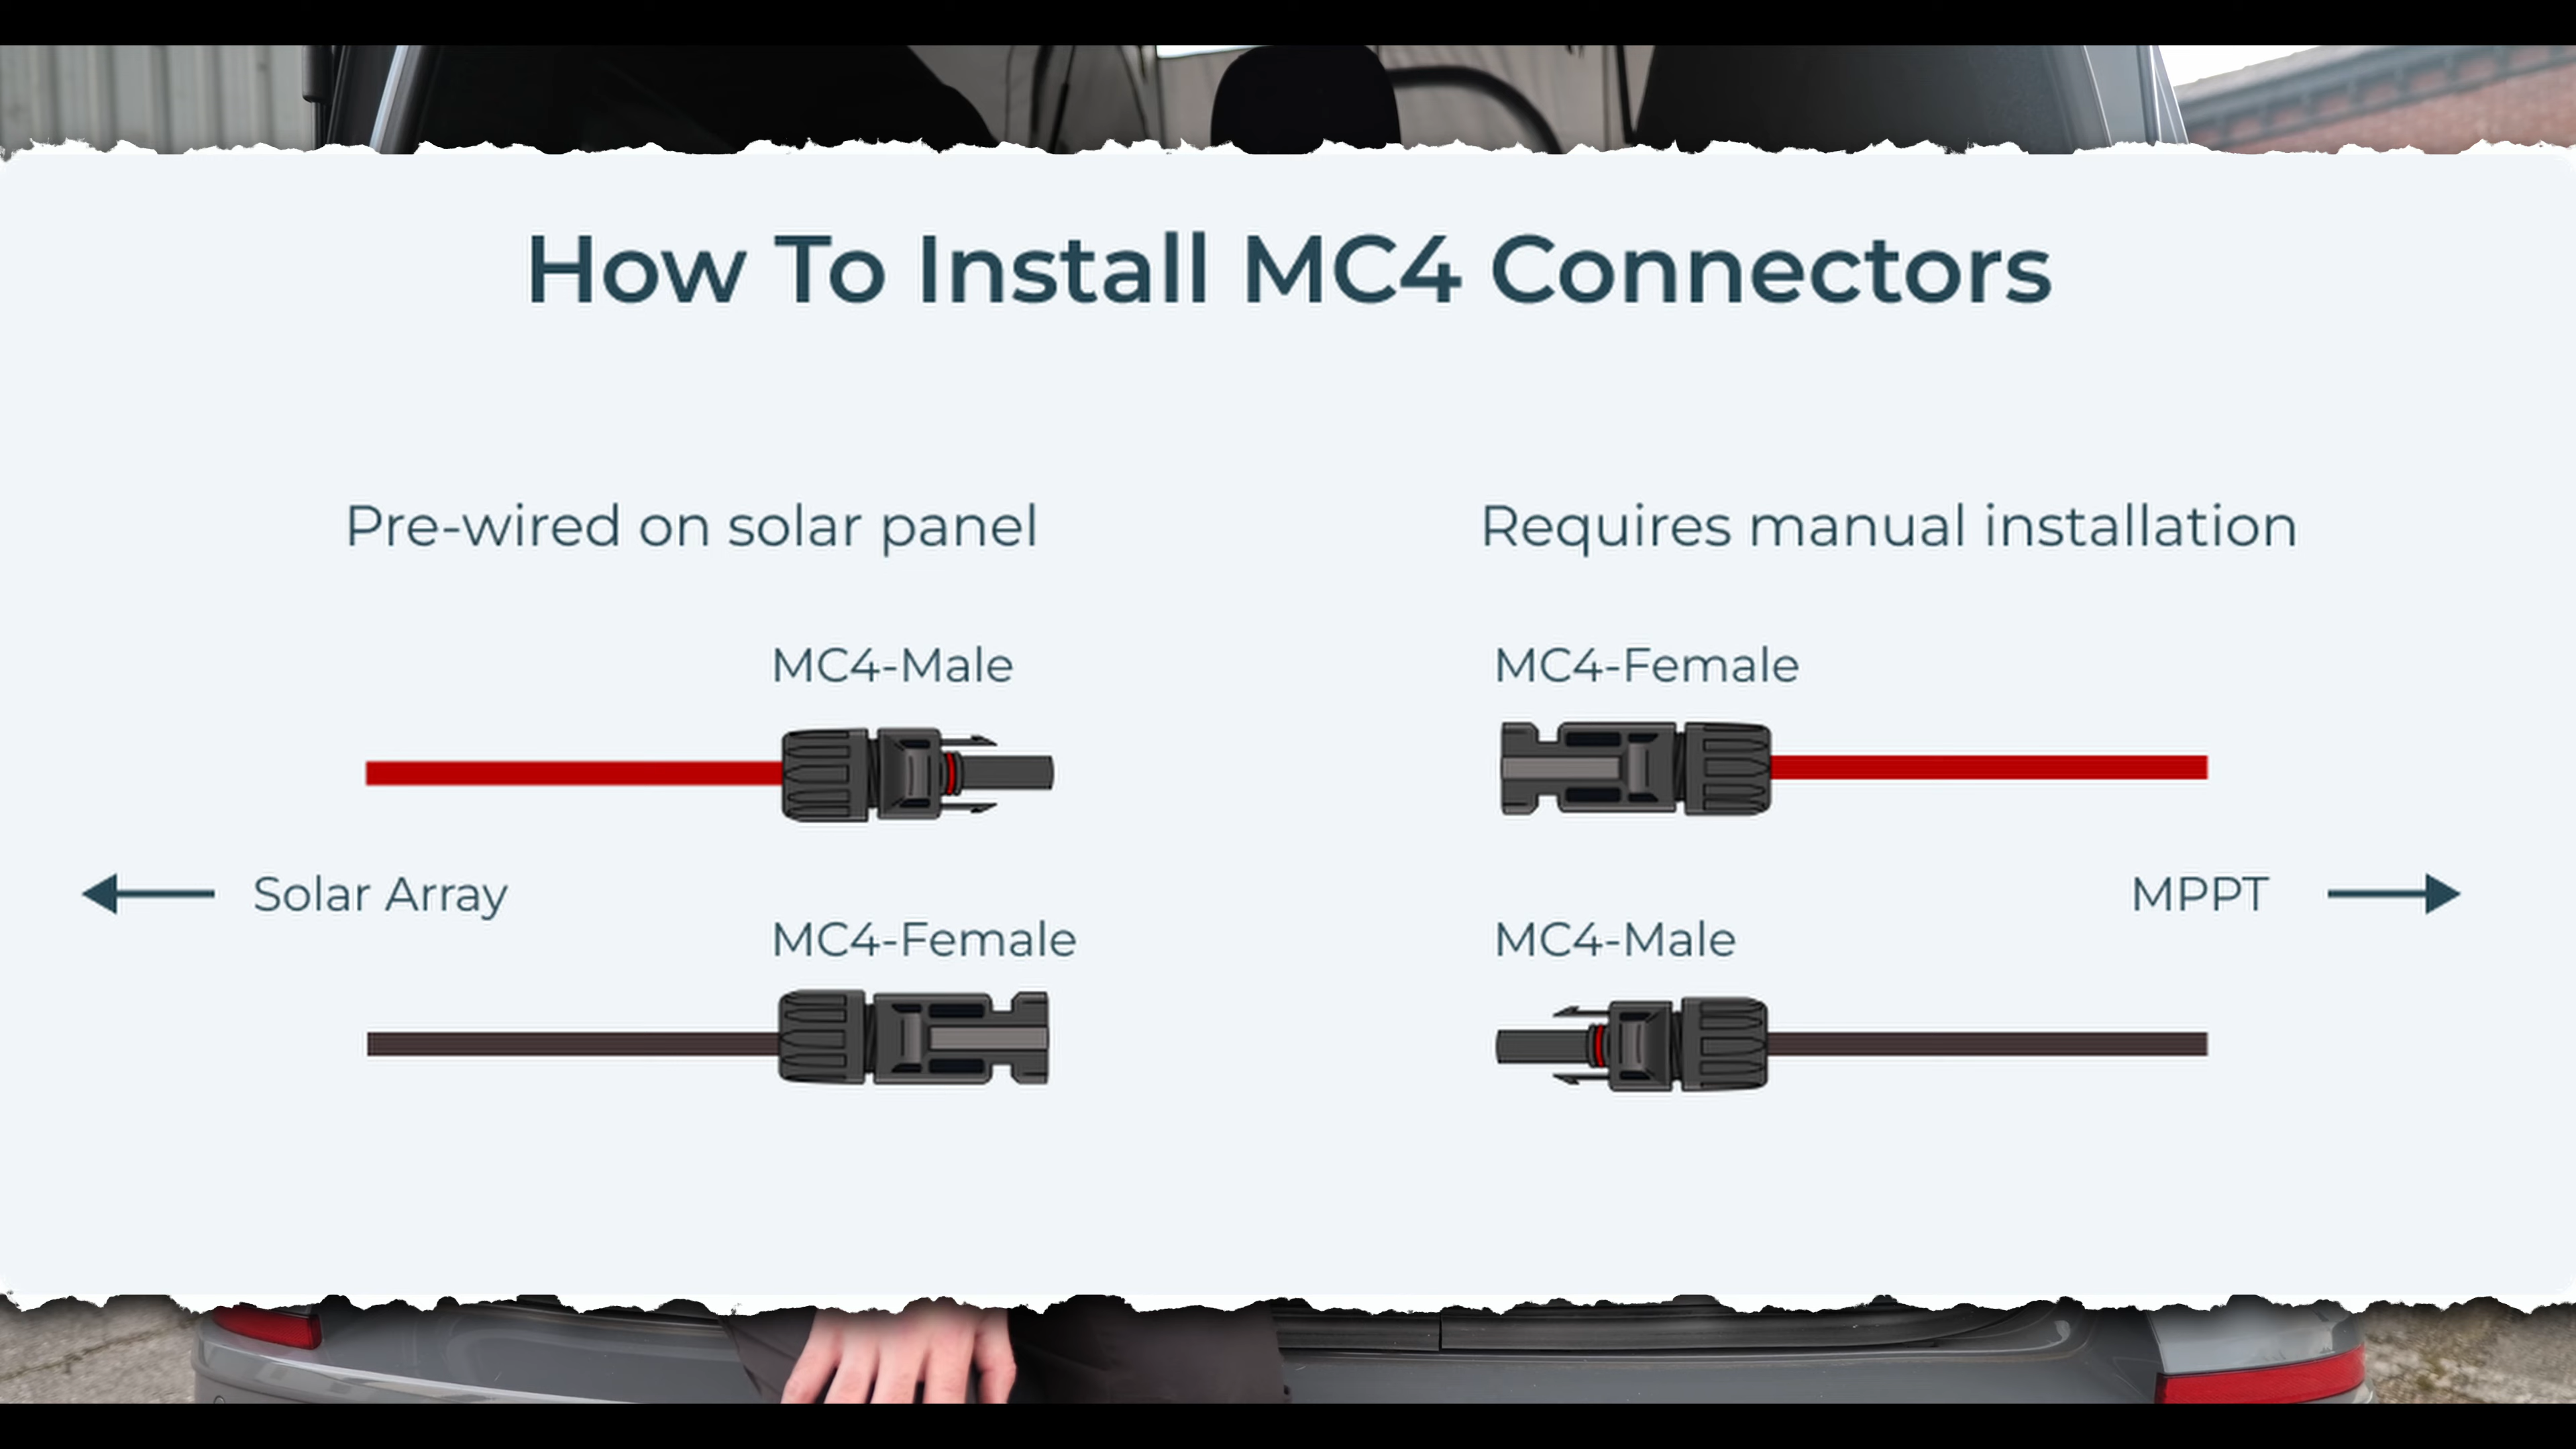 How To Install MC4 Connectors
Pre-wired on solar panel
Requires manual installation
MC4-Male
MC4-Female
Solar Array
MPPT
MC4-Female
MC4-Male